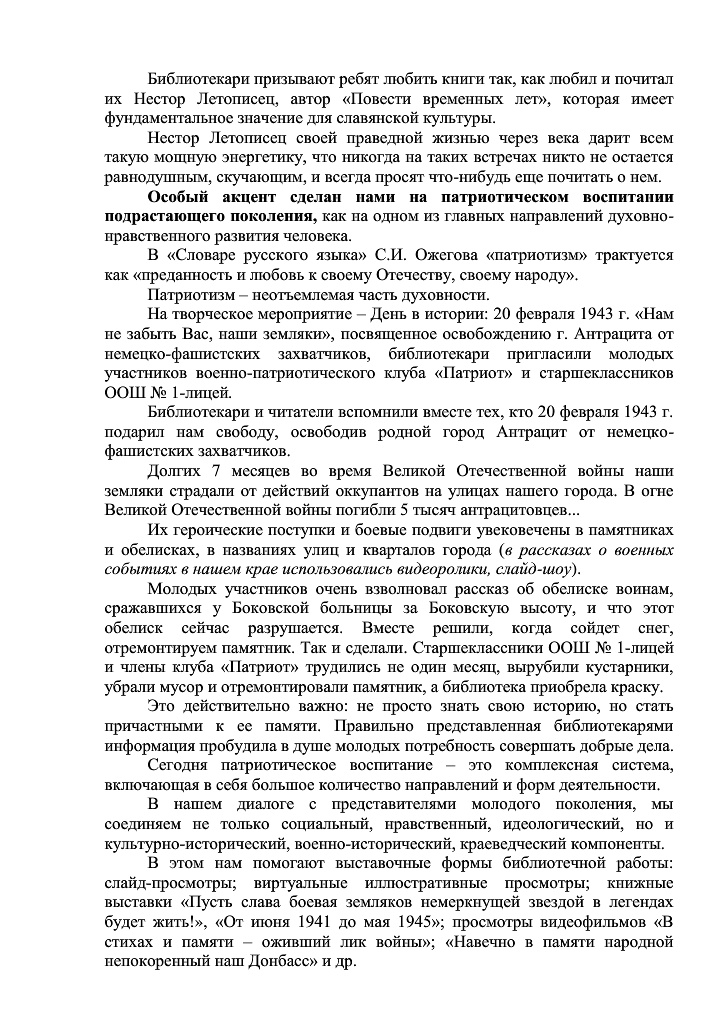 Библиотекари призывают ребят любить книги так, как любил и почитал
их Нестор Летописец, автор «Повести временных лет», которая имеет
фундаментальное значение для славянской культуры.
Нестор Летописец своей праведной жизнью через века дарит всем
такую мощную энергетику, что никогда на таких встречах никто не остается
равнодушным, скучающим, и всегда просят что-нибудь еще почитать о нем.
Особый акцент сделан нами на патриотическом воспитании
подрастающего поколения, как на одном из главных направлений духовно-
нравственного развития человека.
В «Словаре русского языка» С.И. Ожегова «патриотизм» трактуется
как «преданность и любовь к своему Отечеству, своему народу».
Патриотизм – неотъемлемая часть духовности.
На творческое мероприятие – День в истории: 20 февраля 1943 г. «Нам
не забыть Вас, наши земляки», посвященное освобождению г. Антрацита от
немецко-фашистских захватчиков, библиотекари пригласили молодых
участников военно-патриотического клуба «Патриот» и старшеклассников
ООШ № 1-лицей.
Библиотекари и читатели вспомнили вместе тех, кто 20 февраля 1943 г.
подарил нам свободу, освободив родной город Антрацит от немецко-
фашистских захватчиков.
Долгих 7 месяцев во время Великой Отечественной войны наши
земляки страдали от действий оккупантов на улицах нашего города. В огне
Великой Отечественной войны погибли 5 тысяч антрацитовцев...
Их героические поступки и боевые подвиги увековечены в памятниках
и обелисках, в названиях улиц и кварталов города (в рассказах о военных
событиях в нашем крае использовались видеоролики, слайд-шоу).
Молодых участников очень взволновал рассказ об обелиске воинам,
сражавшихся у Боковской больницы за Боковскую высоту, и что этот
обелиск сейчас разрушается. Вместе решили, когда сойдет снег,
отремонтируем памятник. Так и сделали. Старшеклассники ООШ № 1-лицей
и члены клуба «Патриот» трудились не один месяц, вырубили кустарники,
убрали мусор и отремонтировали памятник, а библиотека приобрела краску.
Это действительно важно: не просто знать свою историю, но стать
причастными к ее памяти. Правильно представленная библиотекарями
информация пробудила в душе молодых потребность совершать добрые дела.
Сегодня патриотическое воспитание – это комплексная система,
включающая в себя большое количество направлений и форм деятельности.
В нашем диалоге с представителями молодого поколения, мы
соединяем не только социальный, нравственный, идеологический, но и
культурно-исторический, военно-исторический, краеведческий компоненты.
В этом нам помогают выставочные формы библиотечной работы:
слайд-просмотры; виртуальные иллюстративные просмотры; книжные
выставки «Пусть слава боевая земляков немеркнущей звездой в легендах
будет жить!», «От июня 1941 до мая 1945»; просмотры видеофильмов «В
стихах и памяти – оживший лик войны»; «Навечно в памяти народной
непокоренный наш Донбасс» и др.